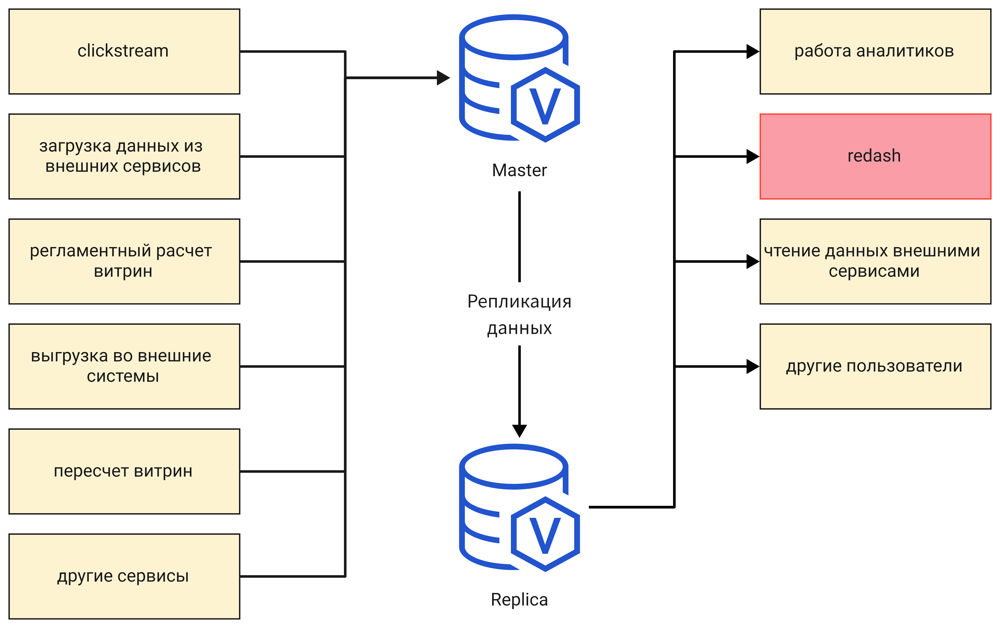 clickstream
загрузка данных из
внешних сервисов
регламентный расчет
витрин
выгрузка во внешние
системы
пересчет витрин
другие сервисы
V
Master
Репликация
данных
V
Replica
работа аналитиков
redash
чтение данных внешними
сервисами
другие пользователи